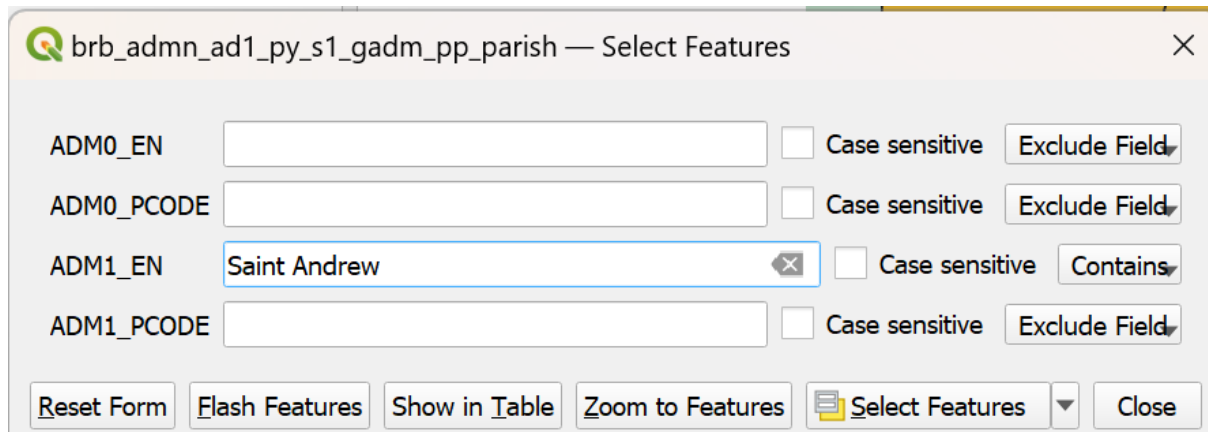 brb_admn_ad1_py_s1_gadm_pp_parish — Select Features
ADM0_EN Case sensitive Exclude Field
ADM0_PCODE Case sensitive Exclude Field
ADM1_EN Saint Andrew Case sensitive Contains
ADM1_PCODE Case sensitive Exclude Field
Reset Form Flash Features Show in Table Zoom to Features Select Features Close